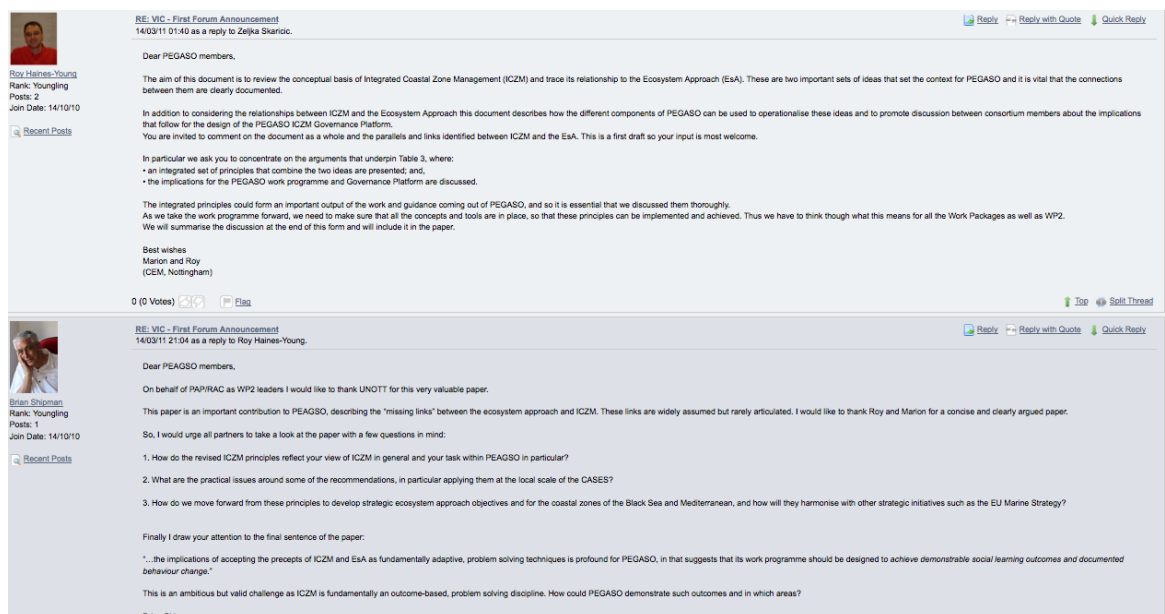 RE: VIC - First Forum Announcement
Reply Reply with Quote Quick Reply
14/03/11 01:40 as a reply to Zeljka Skaricic.
Roy Haines-Young
Rank: Youngling
Posts: 2
Join Date: 14/10/10
Recent Posts
Dear PEGASO members,
The aim of this document is to review the conceptual basis of Integrated Coastal Zone Management (ICZM) and trace its relationship to the Ecosystem Approach (EsA). These are two important sets of ideas that set the context for PEGASO and it is vital that the connections
between them are clearly documented.
In addition to considering the relationships between ICZM and the Ecosystem Approach this document describes how the different components of PEGASO can be used to operationalise these ideas and to promote discussion between consortium members about the implications
that follow for the design of the PEGASO ICZM Governance Platform.
You are invited to comment on the document as a whole and the parallels and links identified between ICZM and the EsA. This is a first draft so your input is most welcome.
In particular we ask you to concentrate on the arguments that underpin Table 3, where:
• an integrated set of principles that combine the two ideas are presented; and,
• the implications for the PEGASO work programme and Governance Platform are discussed.
The integrated principles could form an important output of the work and guidance coming out of PEGASO, and so it is essential that we discussed them thoroughly.
As we take the work programme forward, we need to make sure that all the concepts and tools are in place, so that these principles can be implemented and achieved. Thus we have to think though what this means for all the Work Packages as well as WP2.
We will summarise the discussion at the end of this form and will include it in the paper.
Best wishes
Marion and Roy
(CEM, Nottingham)
0 (0 Votes) Flag
Top Split Thread
RE: VIC - First Forum Announcement
Reply Reply with Quote Quick Reply
14/03/11 21:04 as a reply to Roy Haines-Young.
Brian Shipman
Rank: Youngling
Posts: 1
Join Date: 14/10/10
Recent Posts
Dear PEAGSO members,
On behalf of PAP/RAC as WP2 leaders I would like to thank UNOTT for this very valuable paper.
This paper is an important contribution to PEAGSO, describing the "missing links" between the ecosystem approach and ICZM. These links are widely assumed but rarely articulated. I would like to thank Roy and Marion for a concise and clearly argued paper.
So, I would urge all partners to take a look at the paper with a few questions in mind:
1. How do the revised ICZM principles reflect your view of ICZM in general and your task within PEAGSO in particular?
2. What are the practical issues around some of the recommendations, in particular applying them at the local scale of the CASES?
3. How do we move forward from these principles to develop strategic ecosystem approach objectives and for the coastal zones of the Black Sea and Mediterranean, and how will they harmonise with other strategic initiatives such as the EU Marine Strategy?
Finally I draw your attention to the final sentence of the paper:
"…the implications of accepting the precepts of ICZM and EsA as fundamentally adaptive, problem solving techniques is profound for PEGASO, in that suggests that its work programme should be designed to achieve demonstrable social learning outcomes and documented
behaviour change."
This is an ambitious but valid challenge as ICZM is fundamentally an outcome-based, problem solving discipline. How could PEGASO demonstrate such outcomes and in which areas?